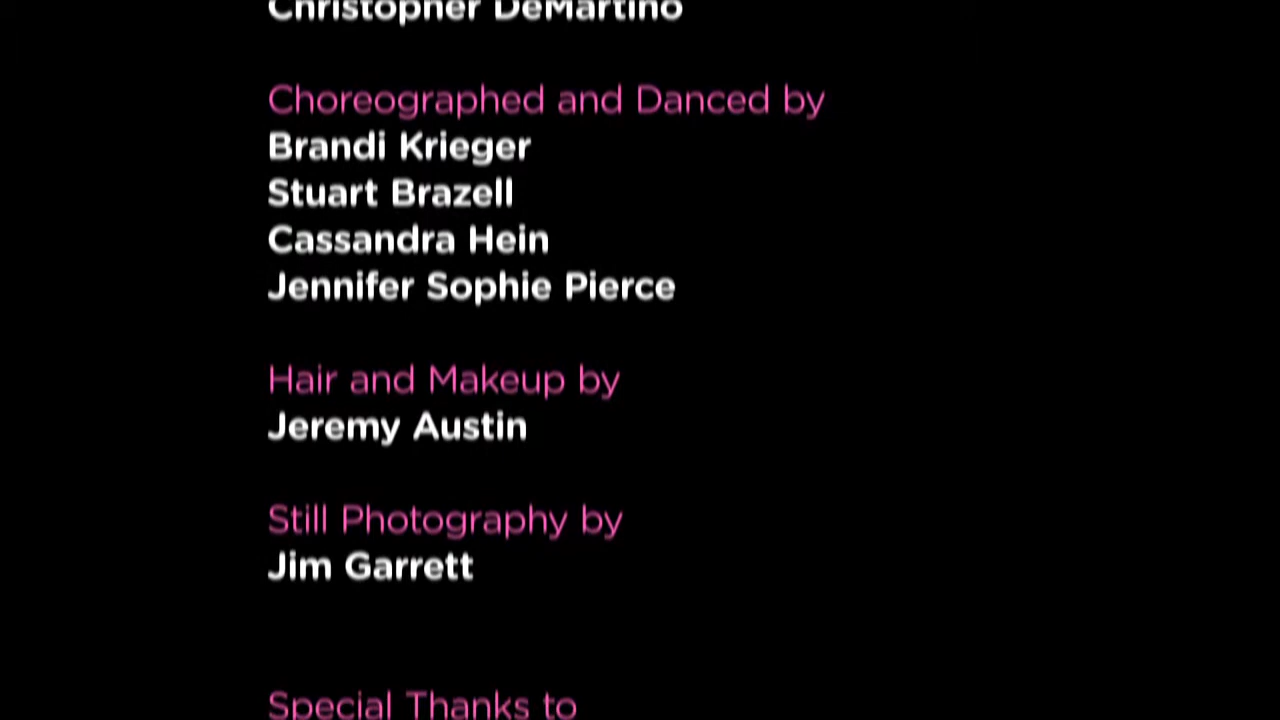 Christopher DeMartino
Choreographed and Danced by
Brandi Krieger
Stuart Brazell
Cassandra Hein
Jennifer Sophie Pierce
Hair and Makeup by
Jeremy Austin
Still Photography by
Jim Garrett
Special Thanks to